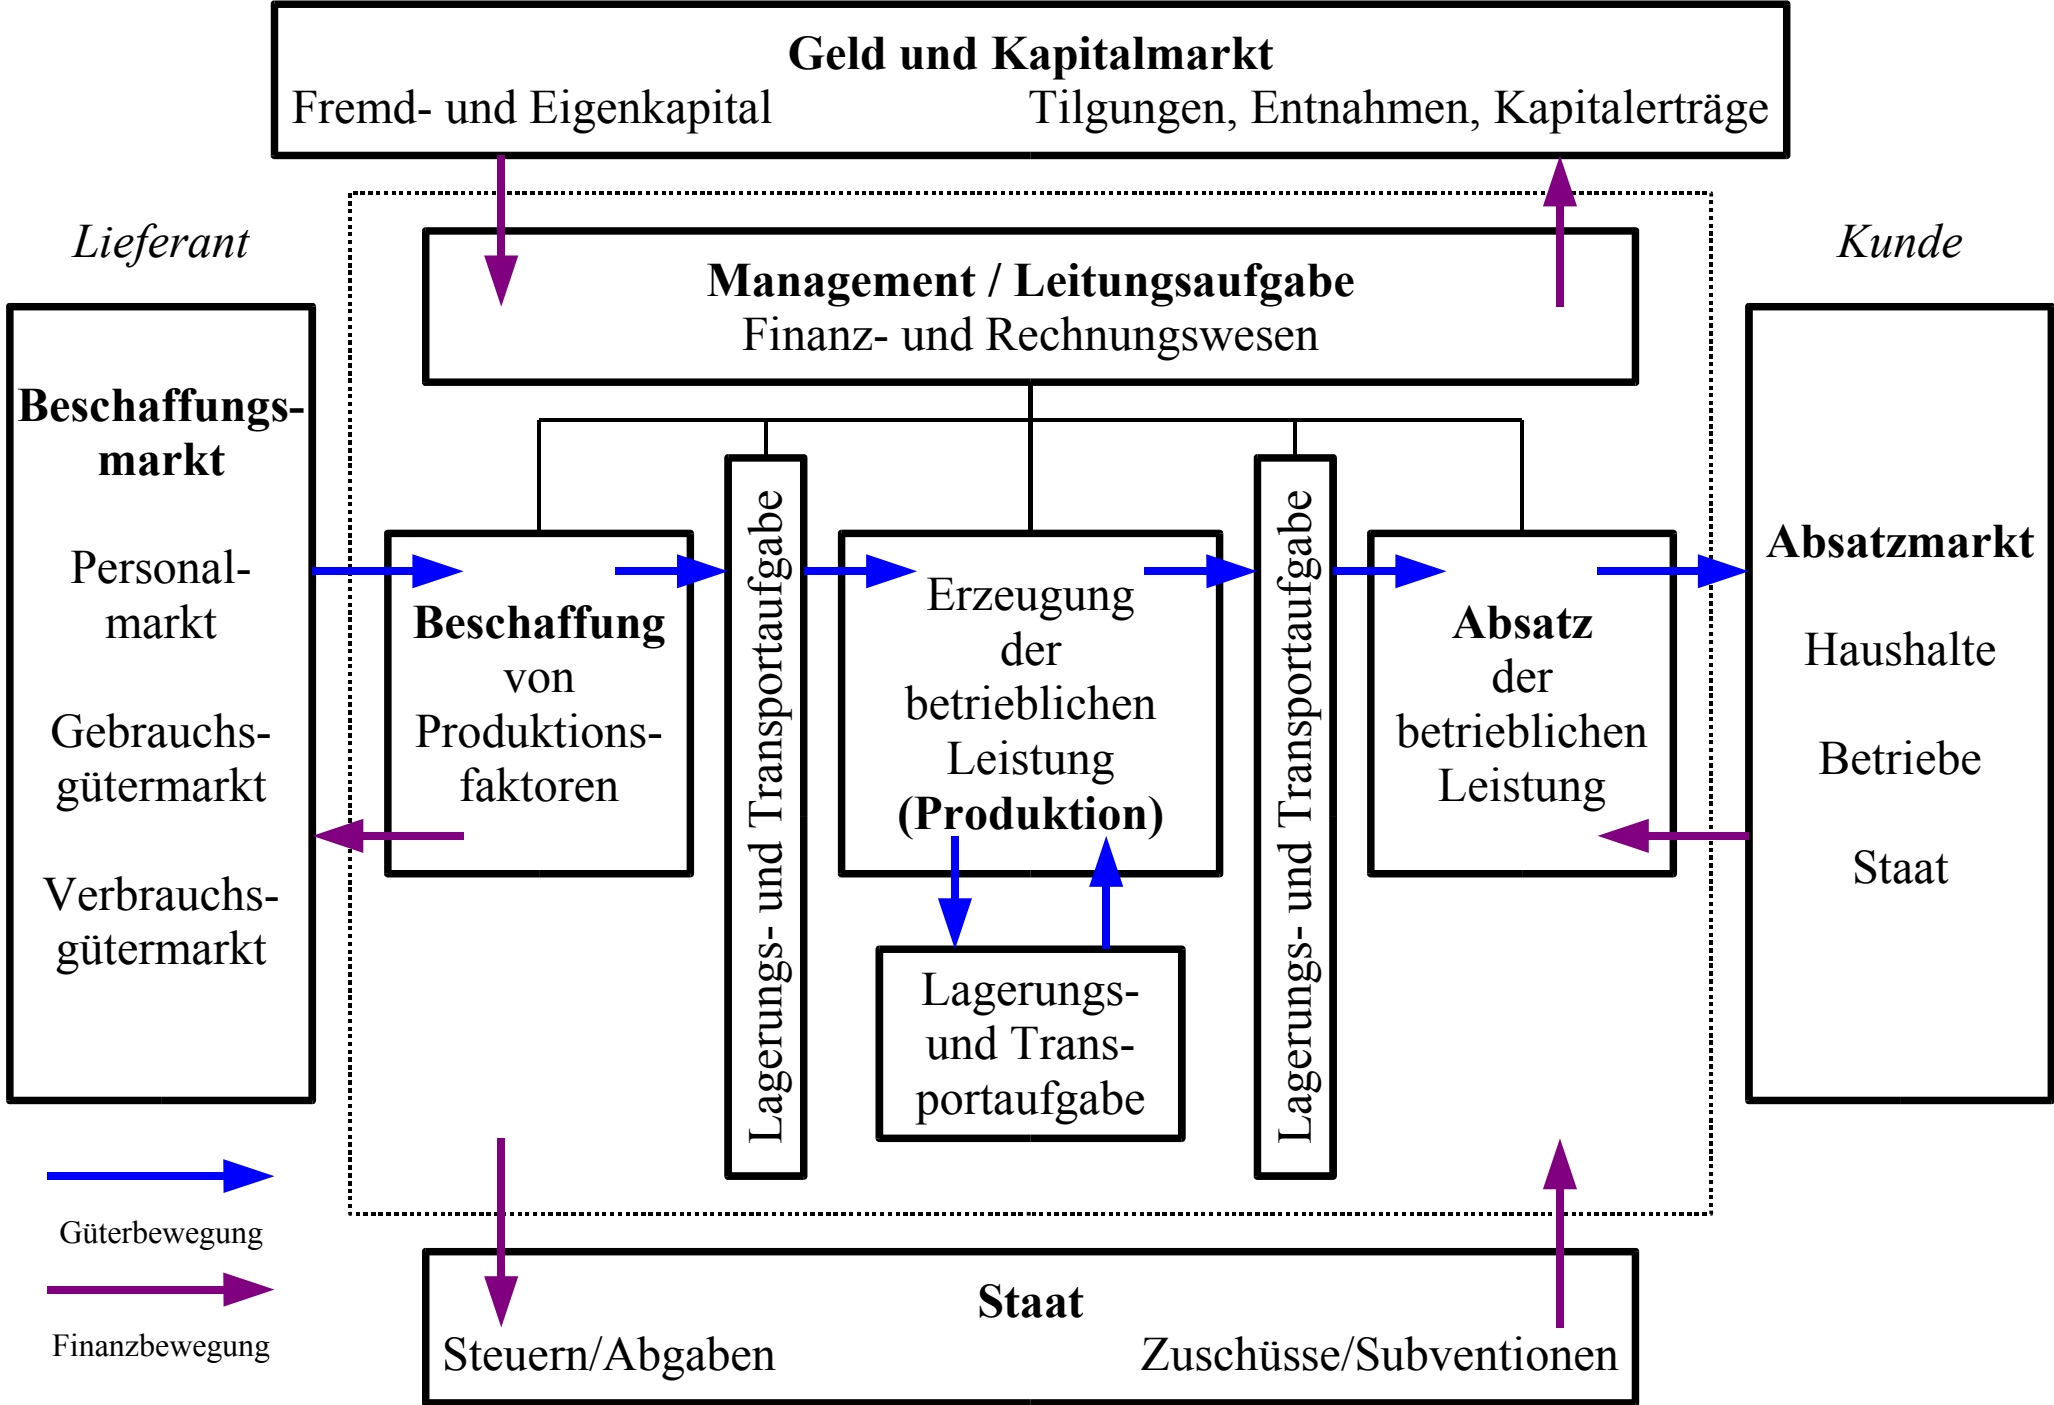 Geld und Kapitalmarkt
Fremd- und Eigenkapital
Tilgungen, Entnahmen, Kapitalerträge
Lieferant
Kunde
Management / Leitungsaufgabe
Finanz- und Rechnungswesen
Beschaffungs-
markt
Personal-
markt
Gebrauchs-
gütermarkt
Verbrauchs-
gütermarkt
Beschaffung
von
Produktions-
faktoren
Lagerungs- und Transportaufgabe
Erzeugung
der
betrieblichen
Leistung
(Produktion)
Lagerungs-
und Trans-
portaufgabe
Lagerungs- und Transportaufgabe
Absatz
der
betrieblichen
Leistung
Absatzmarkt
Haushalte
Betriebe
Staat
Güterbewegung
Finanzbewegung
Staat
Steuern/Abgaben
Zuschüsse/Subventionen